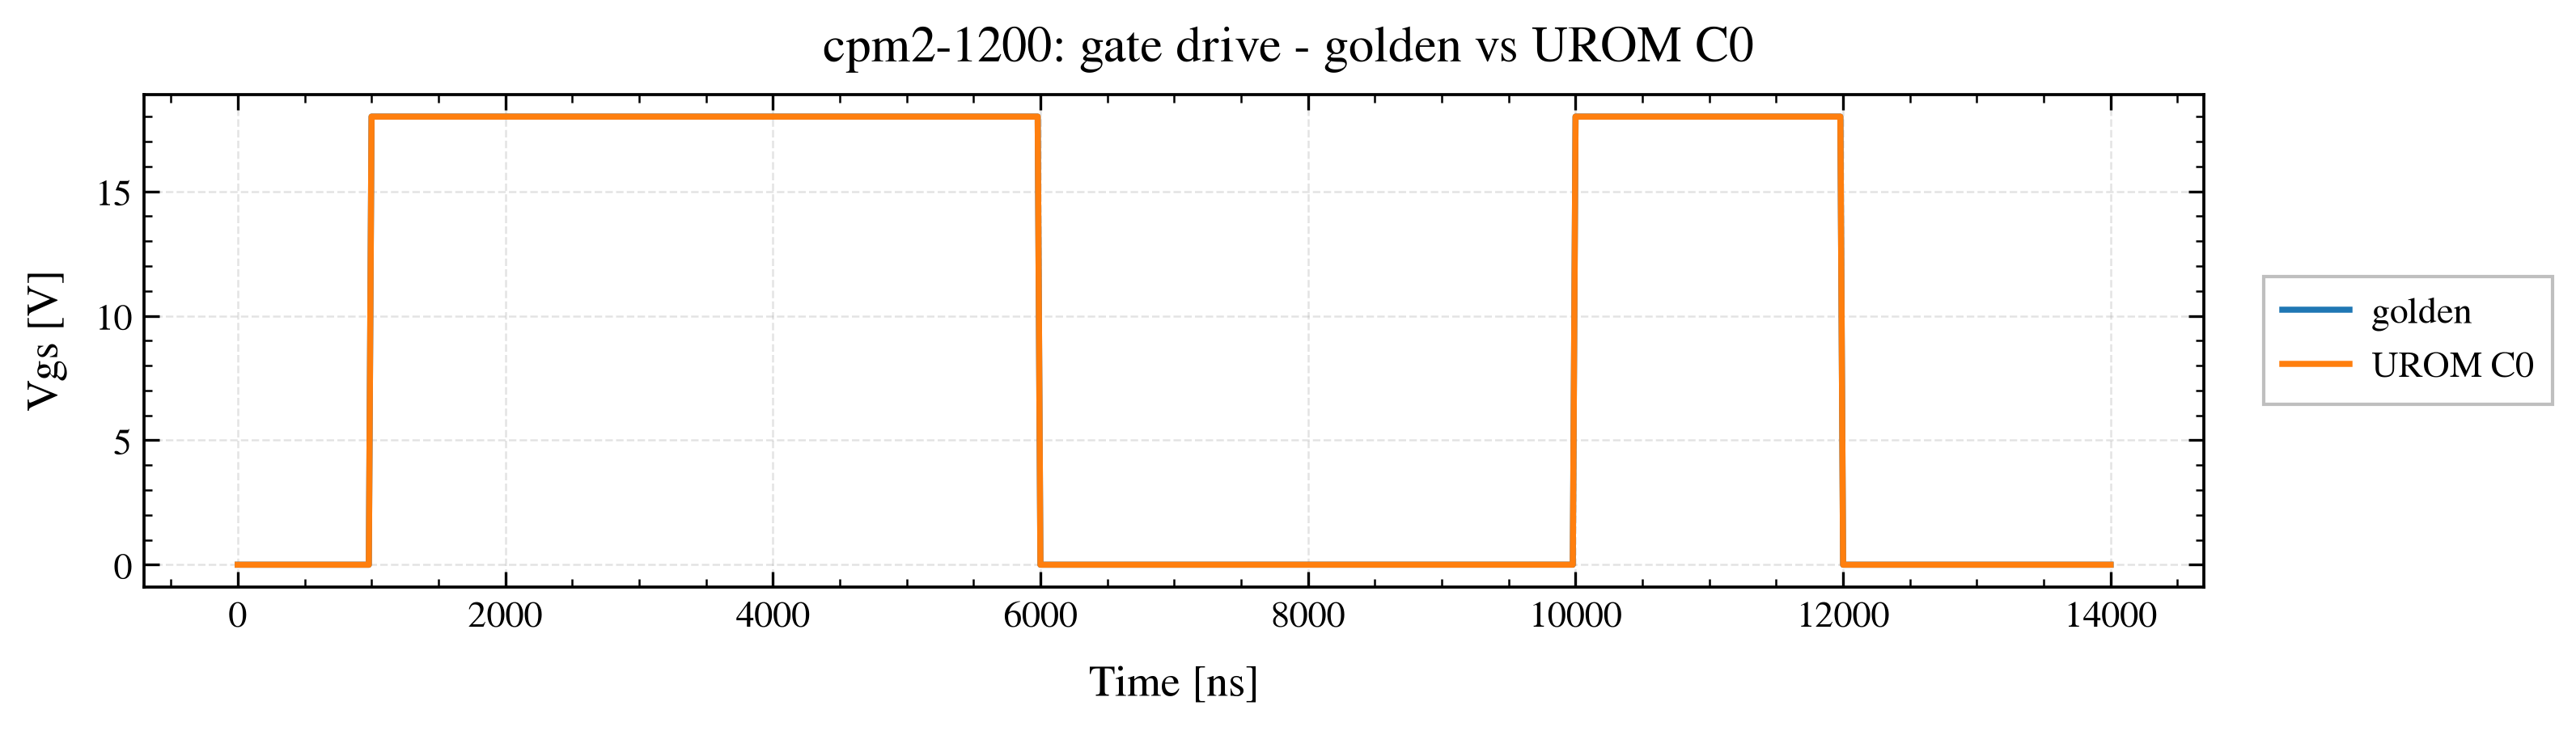 cpm2-1200: gate drive - golden vs UROM C0
Vgs [V]
15
10
5
0
0 2000 4000 6000 8000 10000 12000 14000
Time [ns]
golden
UROM C0